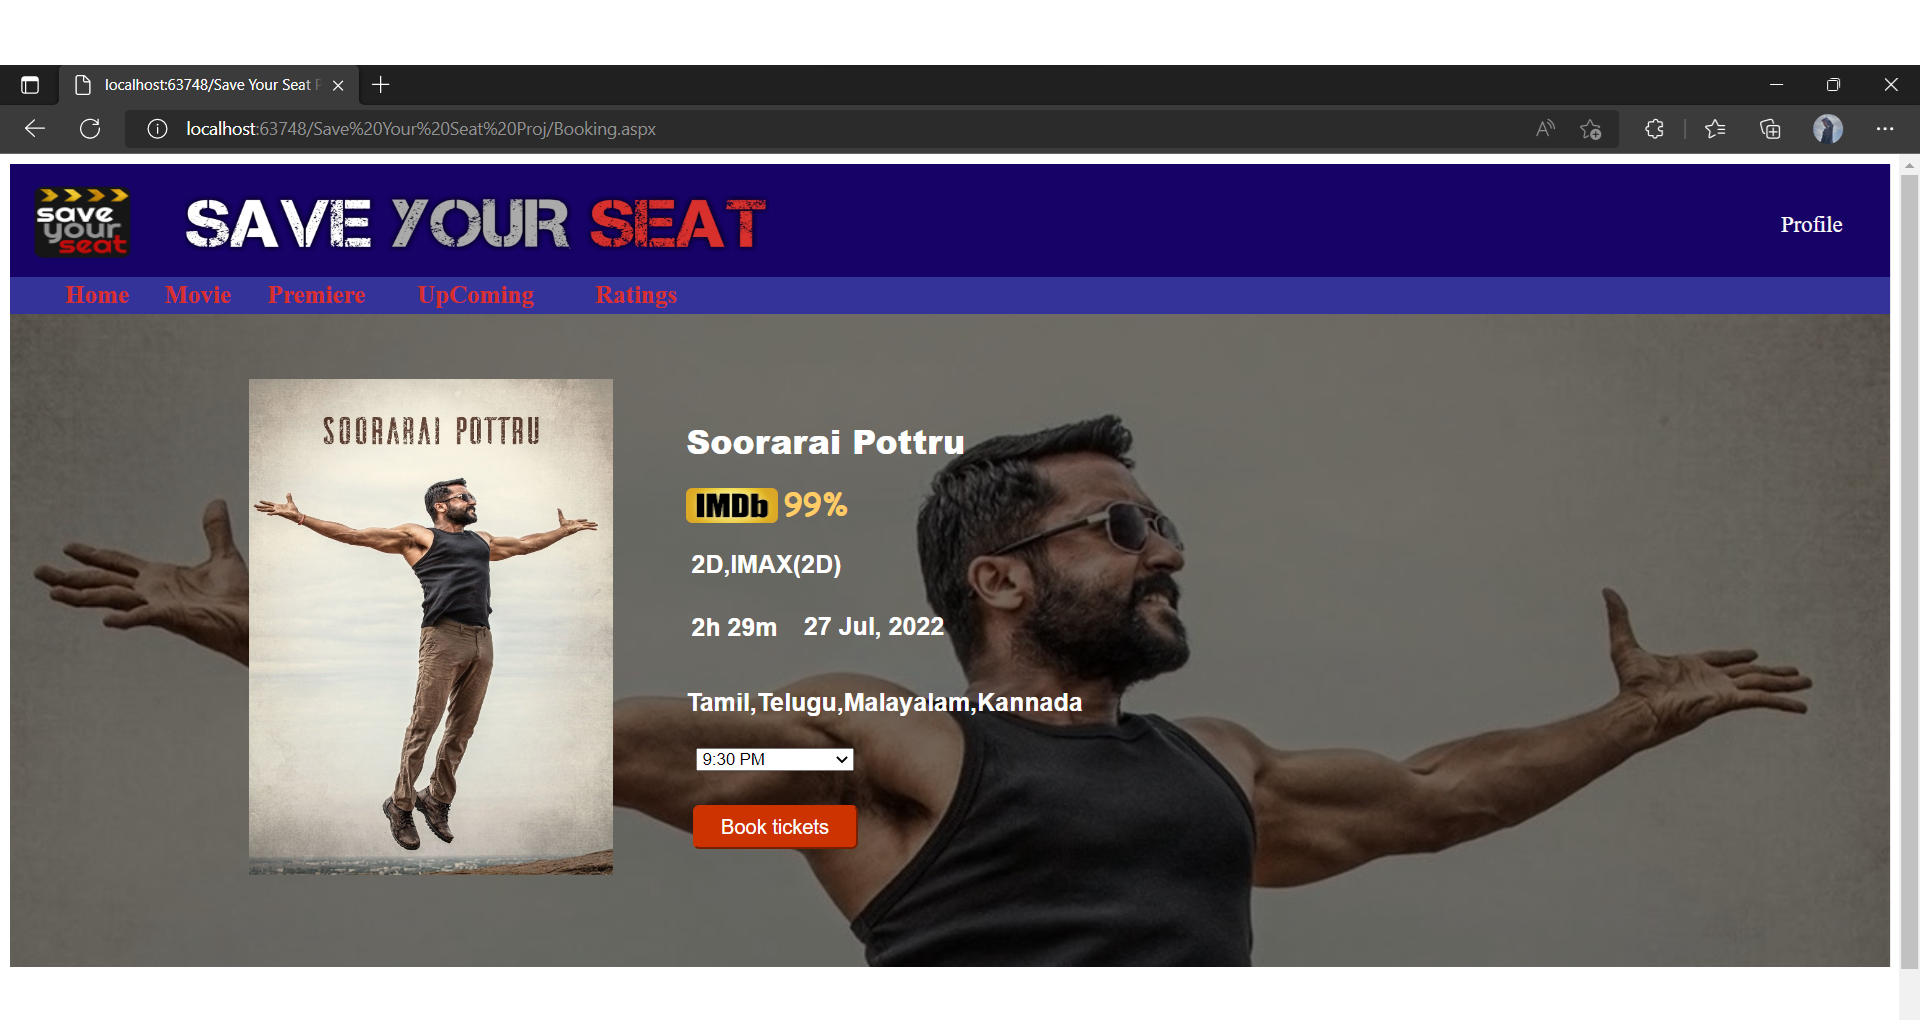 localhost:63748/Save Your Seat P
localhost:63748/Save%20Your%20Seat%20Proj/Booking.aspx
save
your
seat
SAVE YOUR SEAT
Profile
Home Movie Premiere UpComing Ratings
SOORARAI POTTRU
Soorarai Pottru
IMDb 99%
2D,IMAX(2D)
2h 29m 27 Jul, 2022
Tamil,Telugu,Malayalam,Kannada
9:30 PM
Book tickets